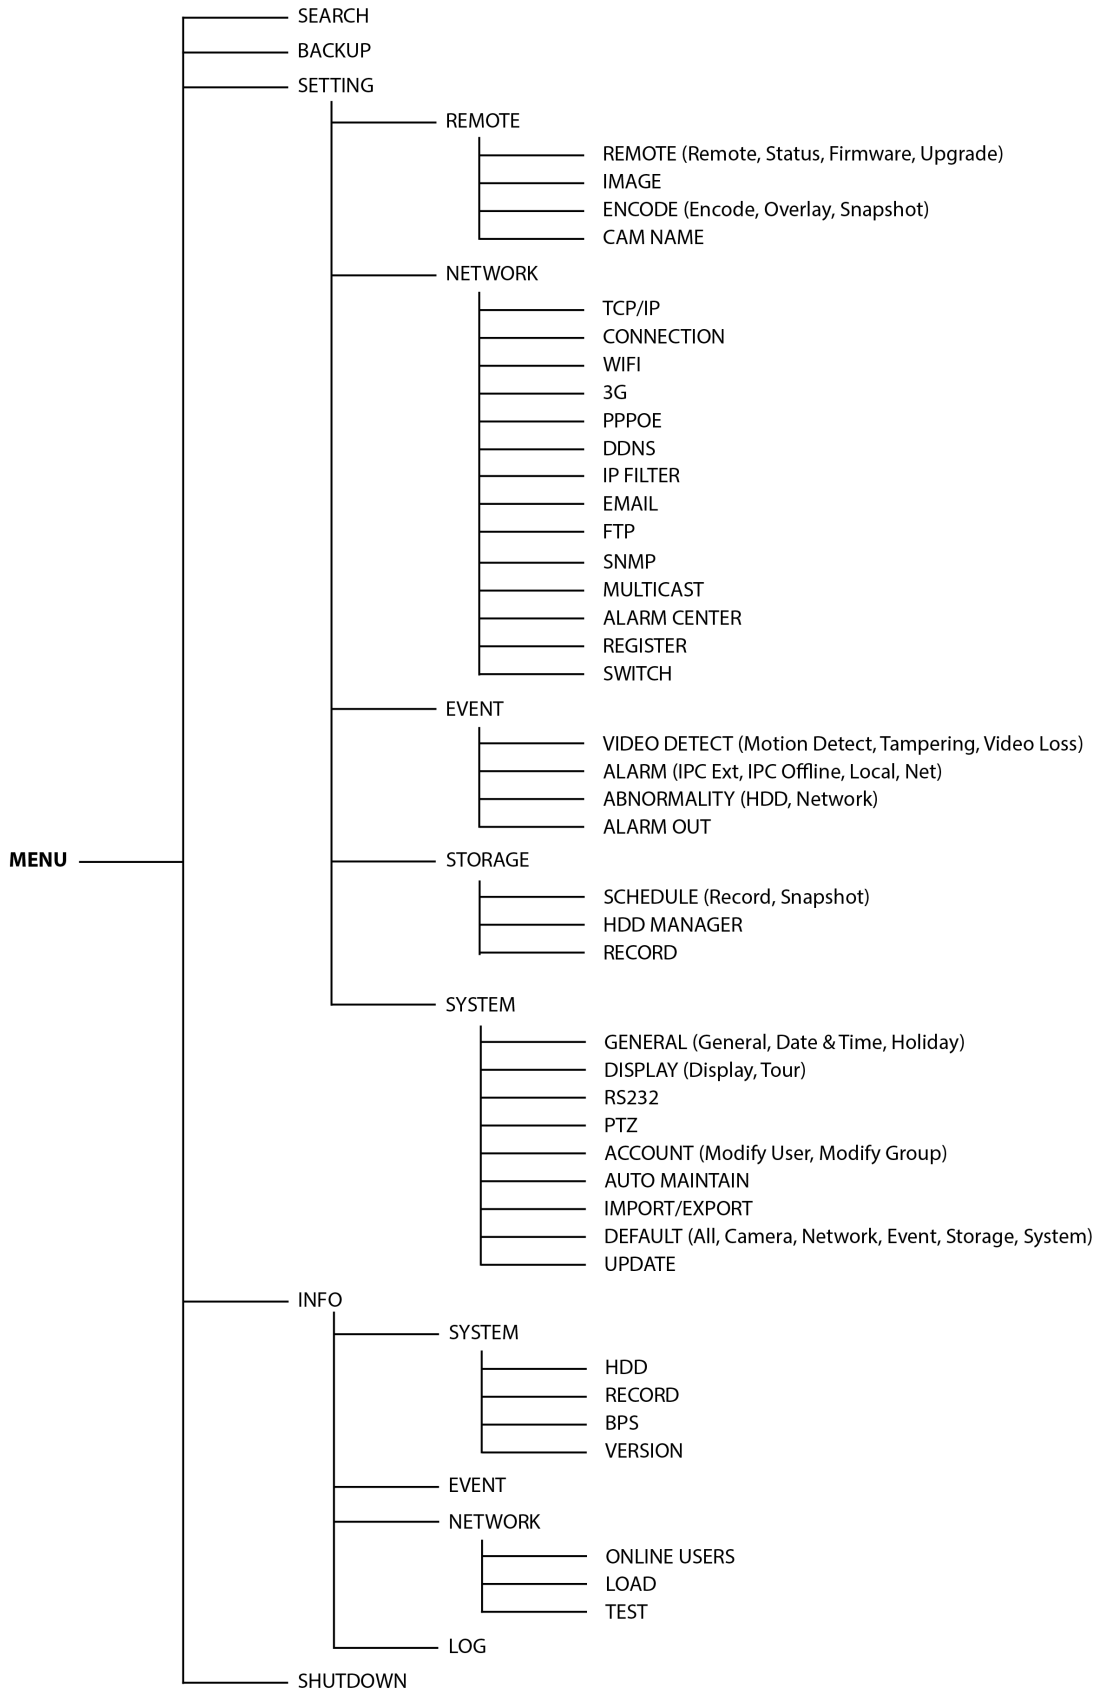 SEARCH
BACKUP
SETTING
REMOTE
REMOTE (Remote, Status, Firmware, Upgrade)
IMAGE
ENCODE (Encode, Overlay, Snapshot)
CAM NAME
NETWORK
TCP/IP
CONNECTION
WIFI
3G
PPPOE
DDNS
IP FILTER
EMAIL
FTP
SNMP
MULTICAST
ALARM CENTER
REGISTER
SWITCH
EVENT
VIDEO DETECT (Motion Detect, Tampering, Video Loss)
ALARM (IPC Ext, IPC Offline, Local, Net)
ABNORMALITY (HDD, Network)
ALARM OUT
MENU
STORAGE
SCHEDULE (Record, Snapshot)
HDD MANAGER
RECORD
SYSTEM
GENERAL (General, Date & Time, Holiday)
DISPLAY (Display, Tour)
RS232
PTZ
ACCOUNT (Modify User, Modify Group)
AUTO MAINTAIN
IMPORT/EXPORT
DEFAULT (All, Camera, Network, Event, Storage, System)
UPDATE
INFO
SYSTEM
HDD
RECORD
BPS
VERSION
EVENT
NETWORK
ONLINE USERS
LOAD
TEST
LOG
SHUTDOWN